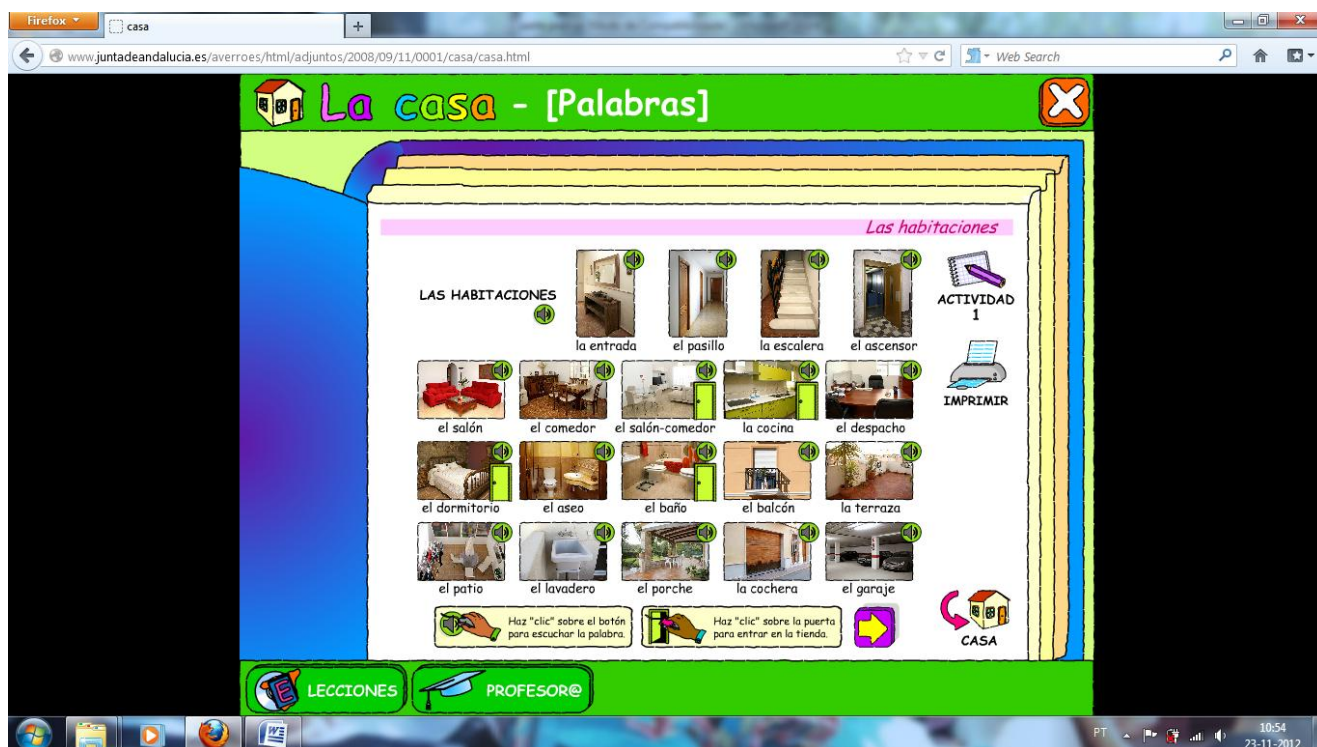 Firefox
casa
www.juntadeandalucia.es/averroes/html/adjuntos/2008/09/11/0001/casa/casa.html
Web Search
La casa - [Palabras]
Las habitaciones
LAS HABITACIONES
la entrada el pasillo la escalera el ascensor
ACTIVIDAD
1
el salón el comedor el salón-comedor la cocina el despacho
IMPRIMIR
el dormitorio el aseo el baño el balcón la terraza
el patio el lavadero el porche la cochera el garaje
Haz "clic" sobre el botón
para escuchar la palabra.
Haz "clic" sobre la puerta
para entrar en la tienda.
CASA
LECCIONES
PROFESOR@
PT
10:54
23-11-2012